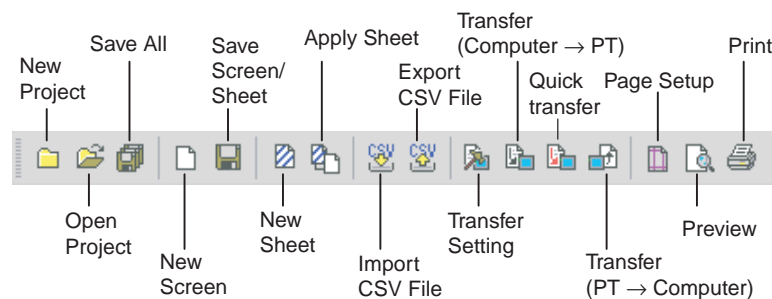 Transfer
(Computer → PT)
Save All
Save
Screen/
Sheet
Apply Sheet
Export
CSV File
Quick
transfer
Page Setup
Print
New
Project
CSV
CSV
Open
Project
New
Screen
New
Sheet
Import
CSV File
Transfer
Setting
Transfer
(PT → Computer)
Preview